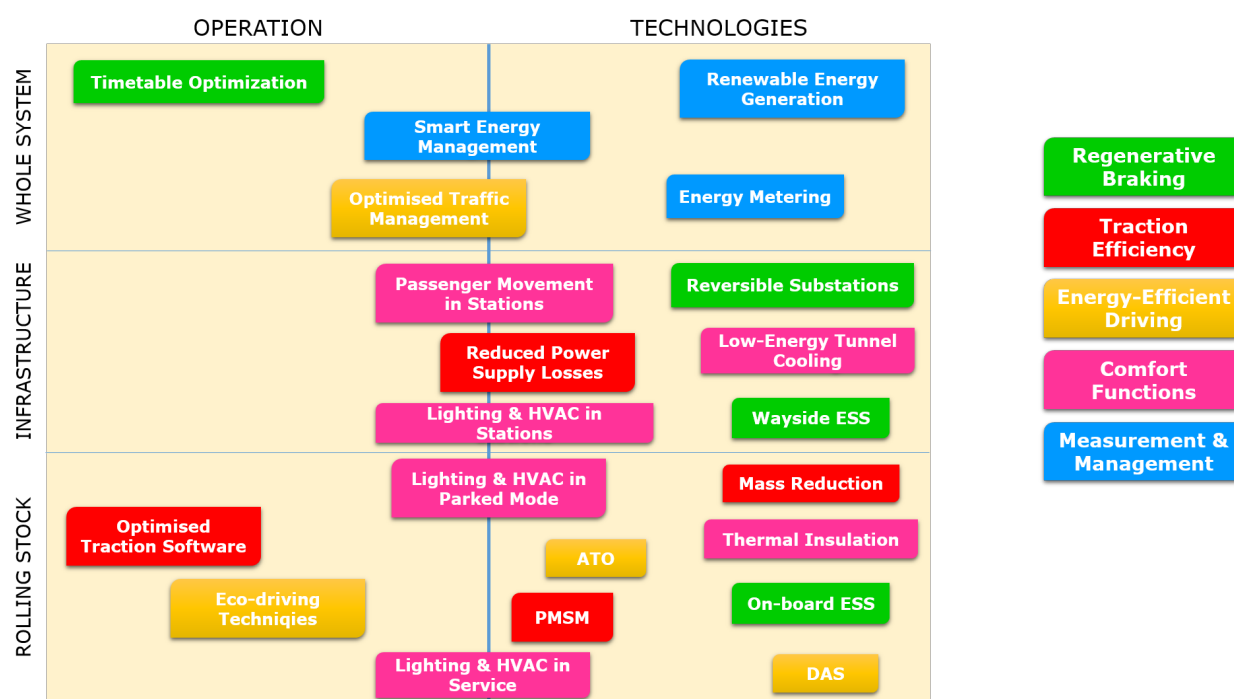 OPERATION
TECHNOLOGIES
WHOLE SYSTEM
Timetable Optimization
Renewable Energy
Generation
Smart Energy
Management
Optimised Traffic
Management
Energy Metering
INFRASTRUCTURE
Passenger Movement
in Stations
Reversible Substations
Reduced Power
Supply Losses
Low-Energy Tunnel
Cooling
Lighting & HVAC in
Stations
Wayside ESS
ROLLING STOCK
Lighting & HVAC in
Parked Mode
Mass Reduction
Optimised
Traction Software
ATO
Thermal Insulation
Eco-driving
Techniqies
PMSM
On-board ESS
Lighting & HVAC in
Service
DAS
Regenerative
Braking
Traction
Efficiency
Energy-Efficient
Driving
Comfort
Functions
Measurement &
Management